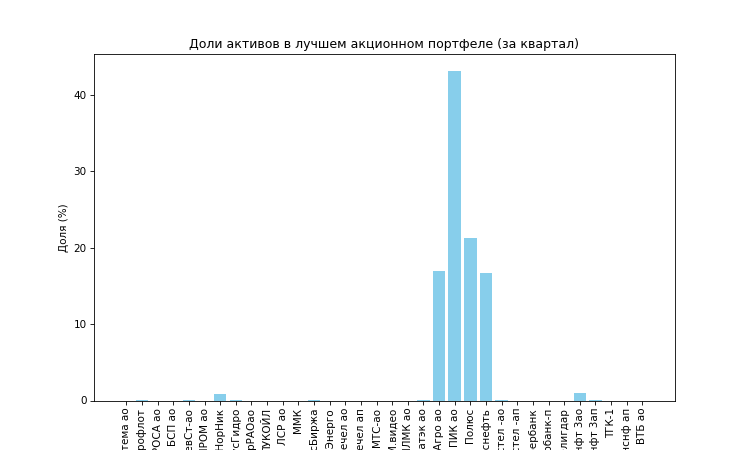 Доли активов в лучшем акционном портфеле (за квартал)
Доля (%)
40
30
20
10
0
тема ао
рофлот
РОСА ао
БСП ао
евСт-ао
ПРОМ ао
НорНик
сГидро
рРАОао
ЛУКОЙЛ
ЛСР ао
ММК
сБиржа
Энерго
ечел ао
ечел ап
МТС-ао
М.видео
ЛМК ао
атэк ао
Агро ао
ПИК ао
Полюс
снефть
стел -ао
стел -ап
ербанк
рбанк-п
лигдар
нфт 3ао
нфт 3ап
ТГК-1
нснф ап
ВТБ ао